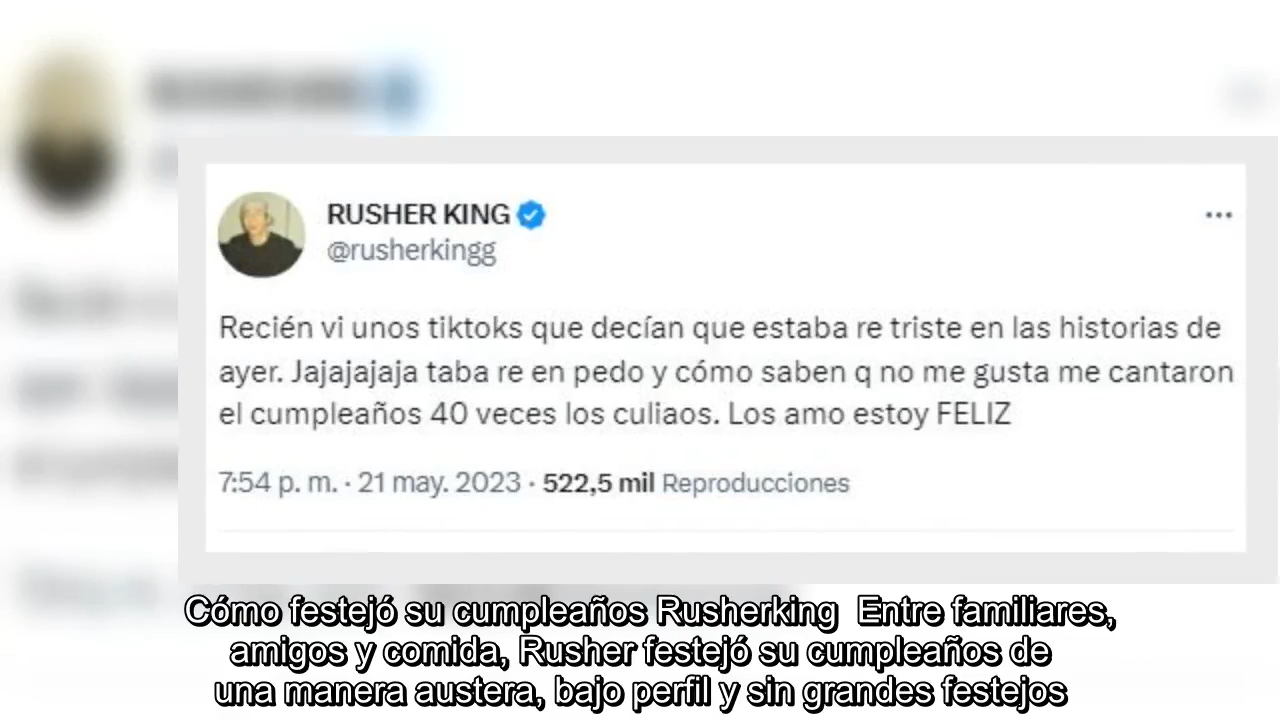 RUSHER KING
@rusherkingg
Recién vi unos tiktoks que decían que estaba re triste en las historias de
ayer. Jajajajaja taba re en pedo y cómo saben q no me gusta me cantaron
el cumpleaños 40 veces los culiaos. Los amo estoy FELIZ
7:54 p. m. · 21 may. 2023 · 522,5 mil Reproducciones
Cómo festejó su cumpleaños Rusherking  Entre familiares,
amigos y comida, Rusher festejó su cumpleaños de
una manera austera, bajo perfil y sin grandes festejos